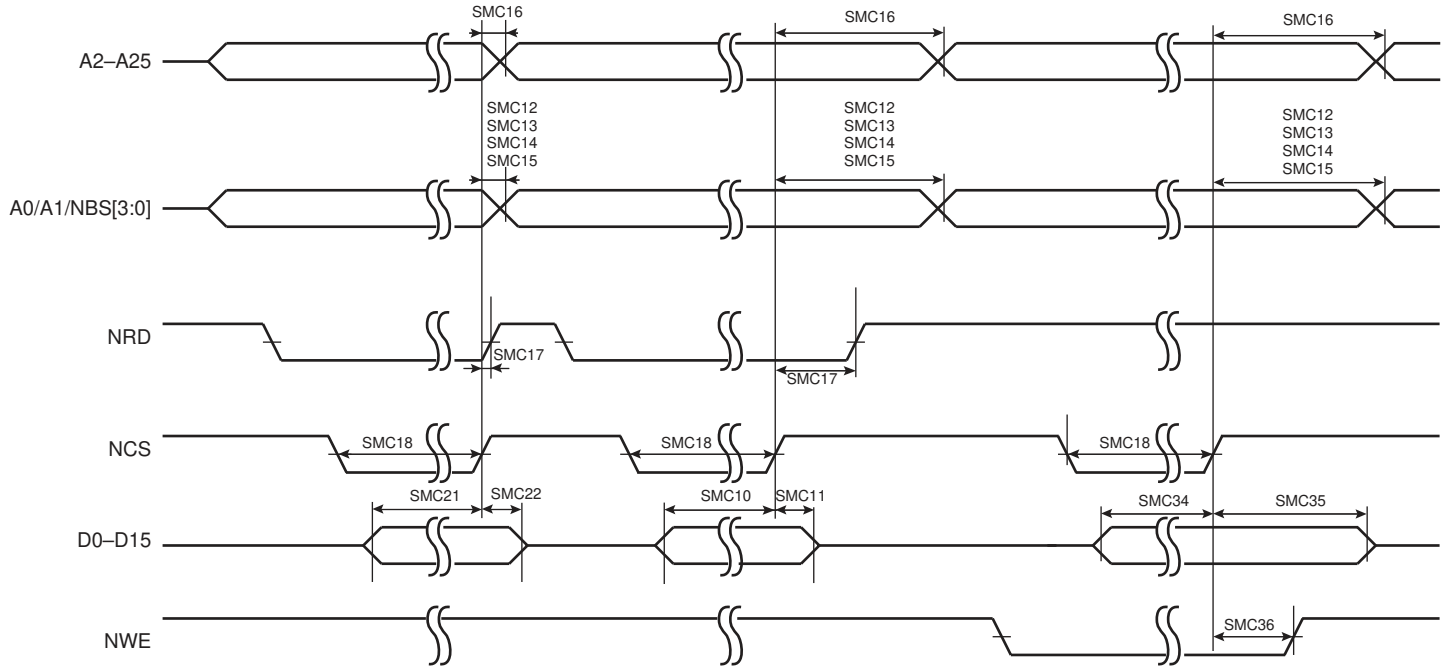 SMC16
SMC16
SMC16
A2–A25
SMC12
SMC13
SMC14
SMC15
SMC12
SMC13
SMC14
SMC15
SMC12
SMC13
SMC14
SMC15
A0/A1/NBS[3:0]
NRD
SMC17
SMC17
NCS
SMC18
SMC18
SMC18
SMC21
SMC22
SMC10
SMC11
SMC34
SMC35
D0–D15
NWE
SMC36